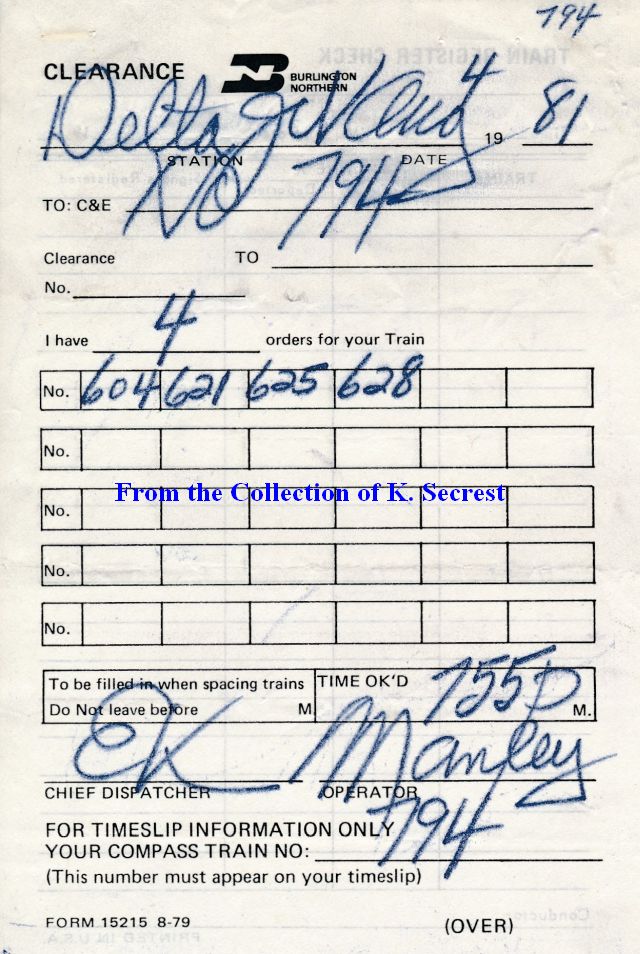 794
CLEARANCE BURLINGTON NORTHERN
Delta Jct 4 19 81
STATION DATE
TO: C&E No 794
Clearance TO
No.
I have 4 orders for your Train
No. 604 621 625 628
No.
From the Collection of K. Secrest
No.
No.
No.
To be filled in when spacing trains TIME OK'D 755 P
Do Not leave before M. M.
EK Manley
CHIEF DISPATCHER OPERATOR
FOR TIMESLIP INFORMATION ONLY
YOUR COMPASS TRAIN NO: 794
(This number must appear on your timeslip)
FORM 15215 8-79 (OVER)